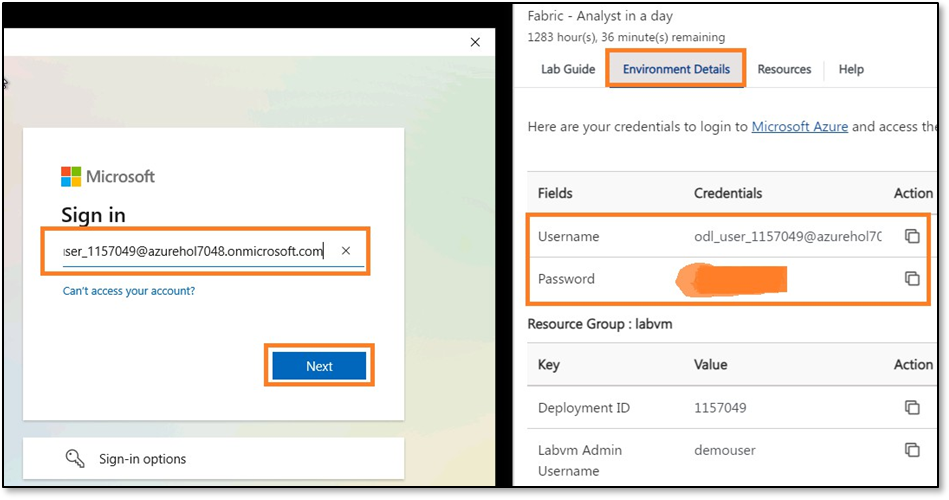 Microsoft
Sign in
ser_1157049@azurehol7048.onmicrosoft.com
Can't access your account?
Next
Sign-in options
Fabric - Analyst in a day
1283 hour(s), 36 minute(s) remaining
Lab Guide Environment Details Resources Help
Here are your credentials to login to Microsoft Azure and access the
Fields Credentials Action
Username odl_user_1157049@azurehol70
Password
Resource Group : labvm
Key Value Action
Deployment ID 1157049
Labvm Admin demouser
Username